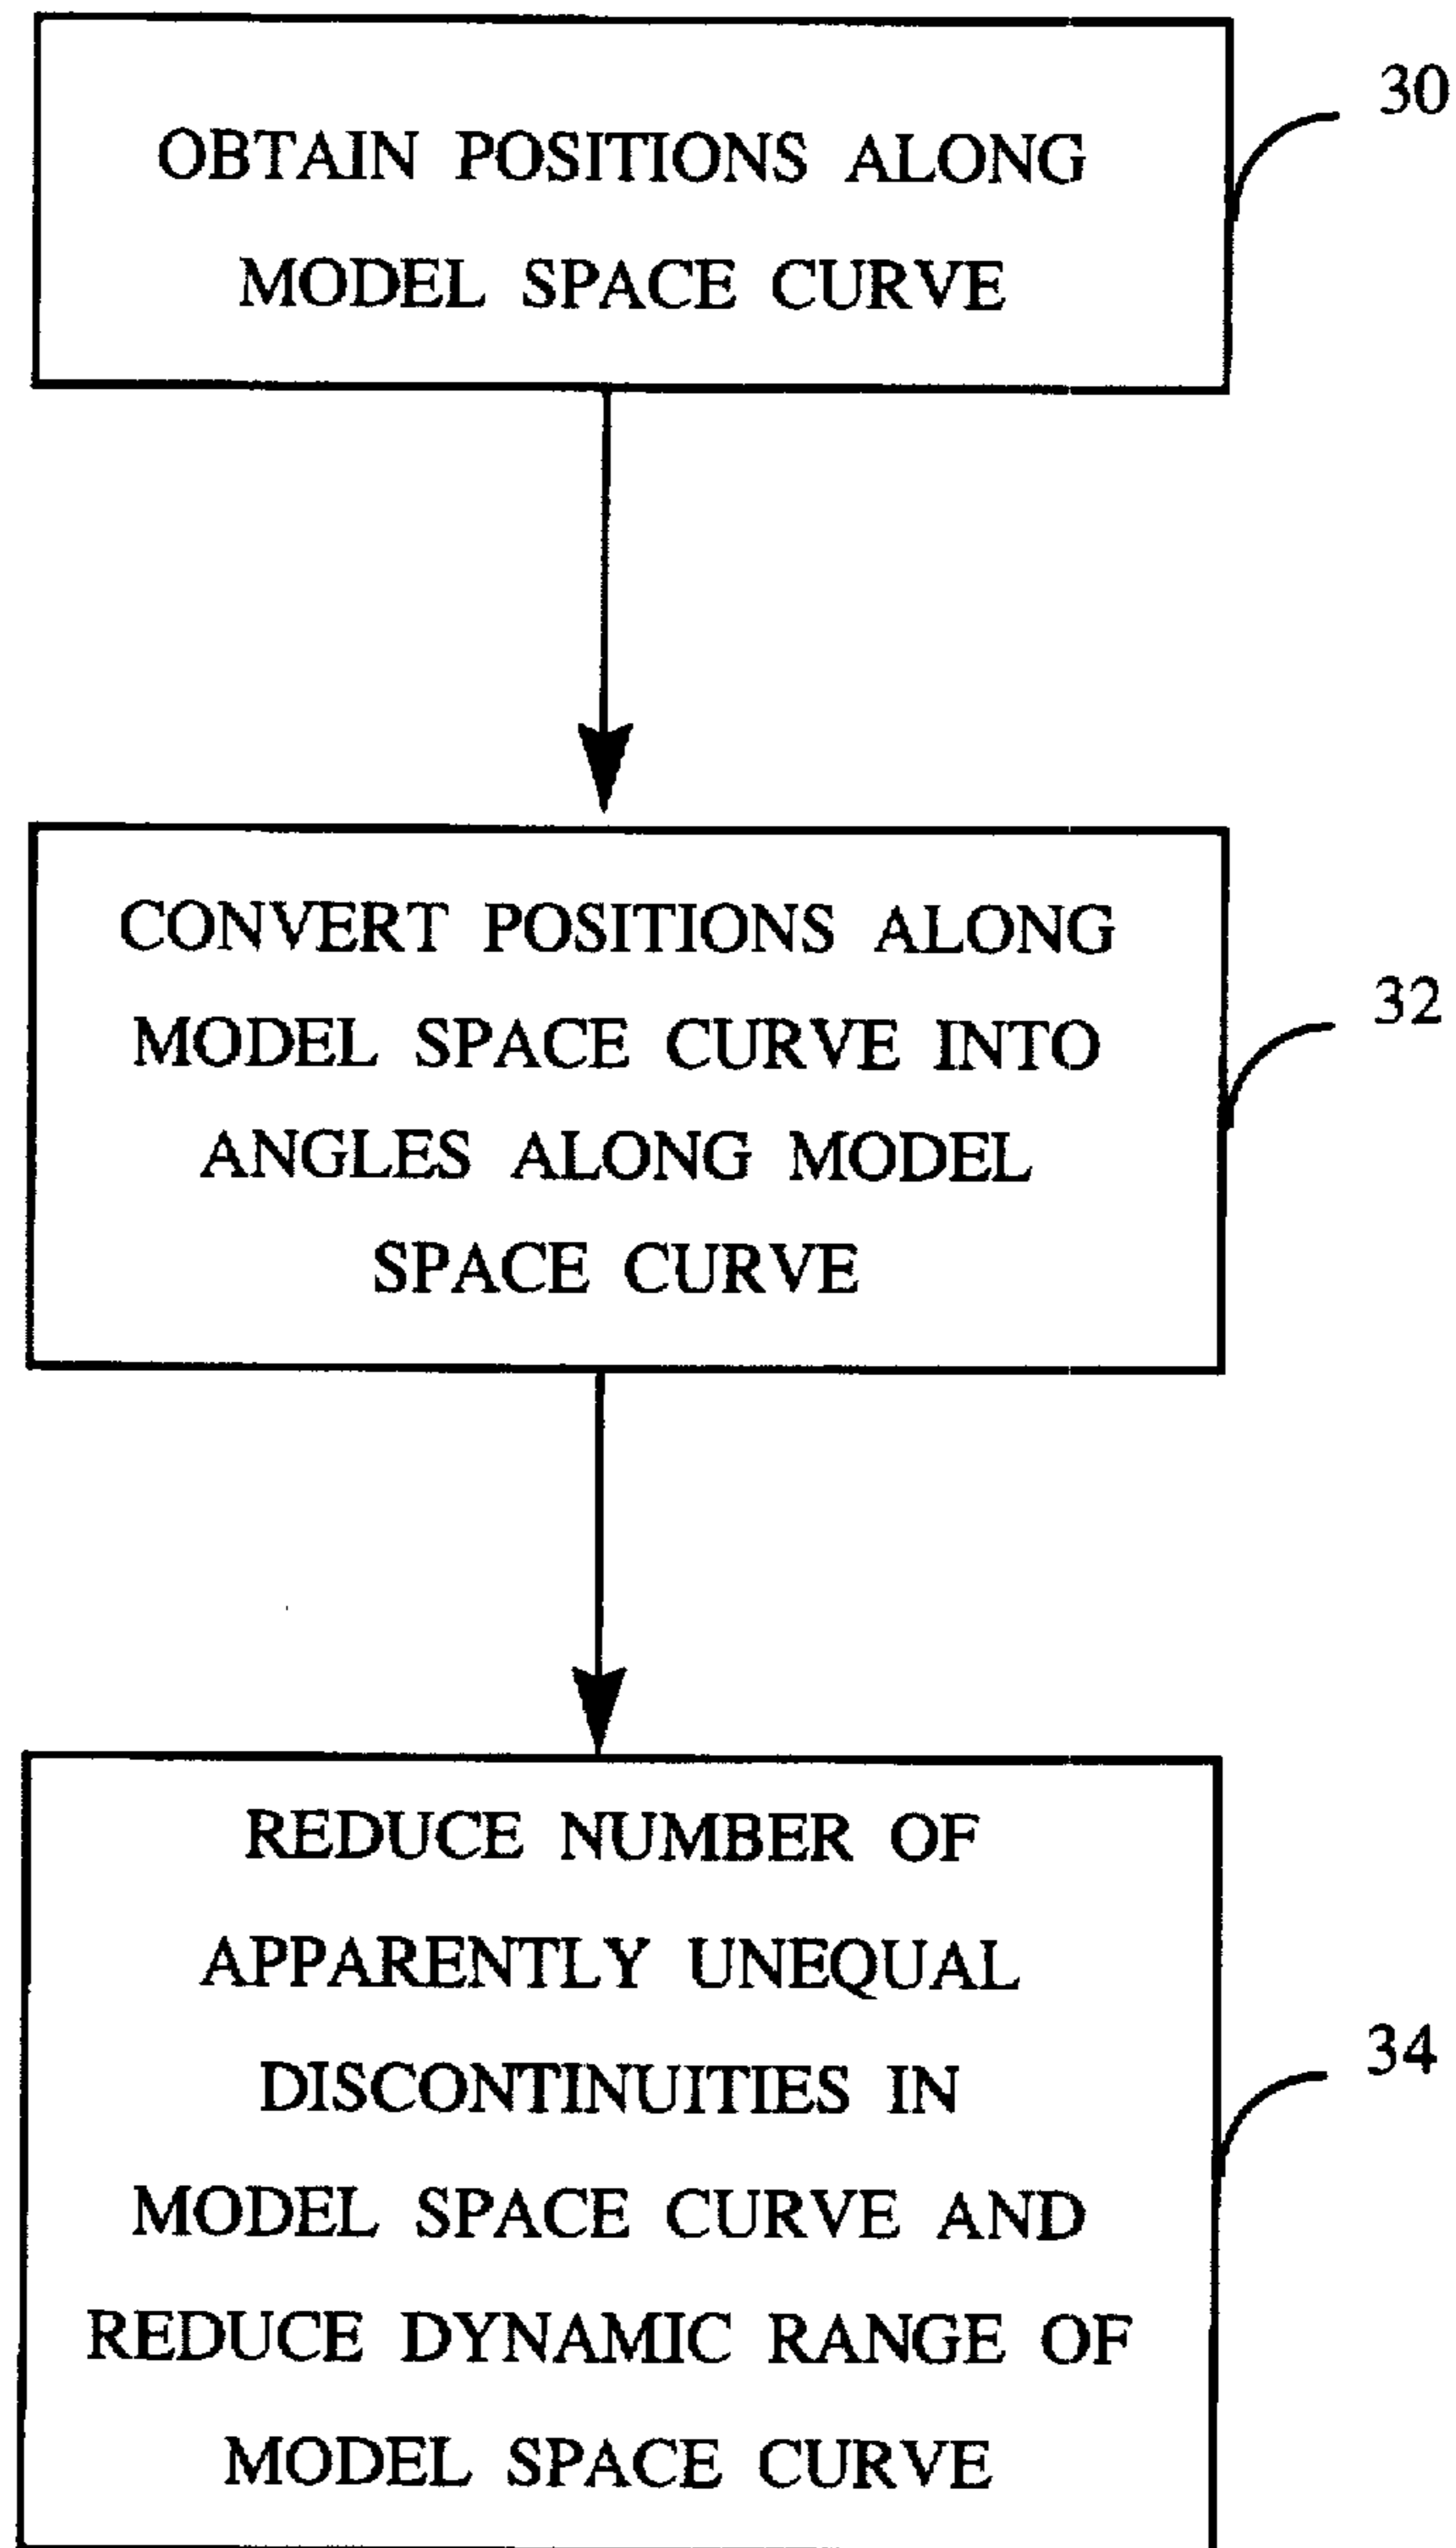 30
OBTAIN POSITIONS ALONG
MODEL SPACE CURVE
CONVERT POSITIONS ALONG
32
MODEL SPACE CURVE INTO
ANGLES ALONG MODEL
SPACE CURVE
REDUCE NUMBER OF
APPARENTLY UNEQUAL
34
DISCONTINUITIES IN
MODEL SPACE CURVE AND
REDUCE DYNAMIC RANGE OF
MODEL SPACE CURVE